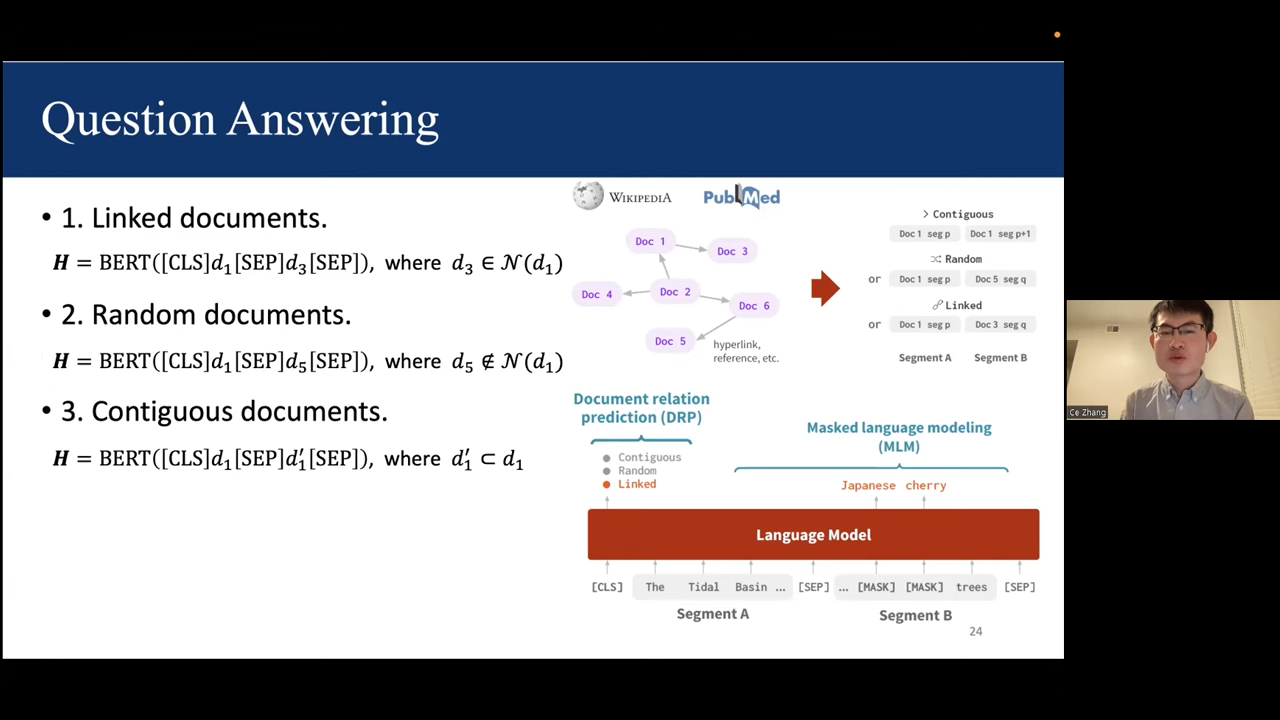 Question Answering
• 1. Linked documents.
H = BERT([CLS]d₁[SEP]d₃[SEP]), where d₃ ∈ 𝒩(d₁)
• 2. Random documents.
H = BERT([CLS]d₁[SEP]d₅[SEP]), where d₅ ∉ 𝒩(d₁)
• 3. Contiguous documents.
H = BERT([CLS]d₁[SEP]d₁′[SEP]), where d₁′ ⊂ d₁
WIKIPEDIA
PubMed
Doc 1
Doc 3
Doc 4
Doc 2
Doc 6
Doc 5
hyperlink,
reference, etc.
Contiguous
Doc 1 seg p Doc 1 seg p+1
Random
or Doc 1 seg p Doc 5 seg q
Linked
or Doc 1 seg p Doc 3 seg q
Segment A Segment B
Document relation
prediction (DRP)
Contiguous
Random
Linked
Masked language modeling
(MLM)
Japanese cherry
Language Model
[CLS] The Tidal Basin ... [SEP] ... [MASK] [MASK] trees [SEP]
Segment A Segment B
24
Ce Zhang